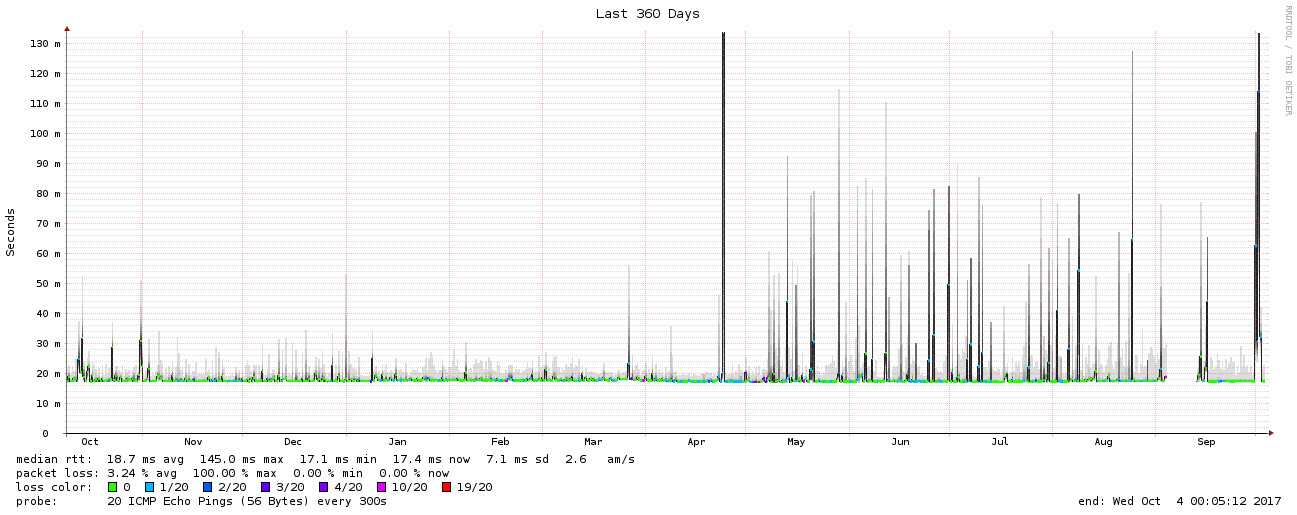 Last 360 Days
RRDTOOL / TOBI OETIKER
Seconds
130 m
120 m
110 m
100 m
90 m
80 m
70 m
60 m
50 m
40 m
30 m
20 m
10 m
0
Oct Nov Dec Jan Feb Mar Apr May Jun Jul Aug Sep
median rtt: 18.7 ms avg 145.0 ms max 17.1 ms min 17.4 ms now 7.1 ms sd 2.6 am/s
packet loss: 3.24 % avg 100.00 % max 0.00 % min 0.00 % now
loss color: 0 1/20 2/20 3/20 4/20 10/20 19/20
probe: 20 ICMP Echo Pings (56 Bytes) every 300s end: Wed Oct 4 00:05:12 2017